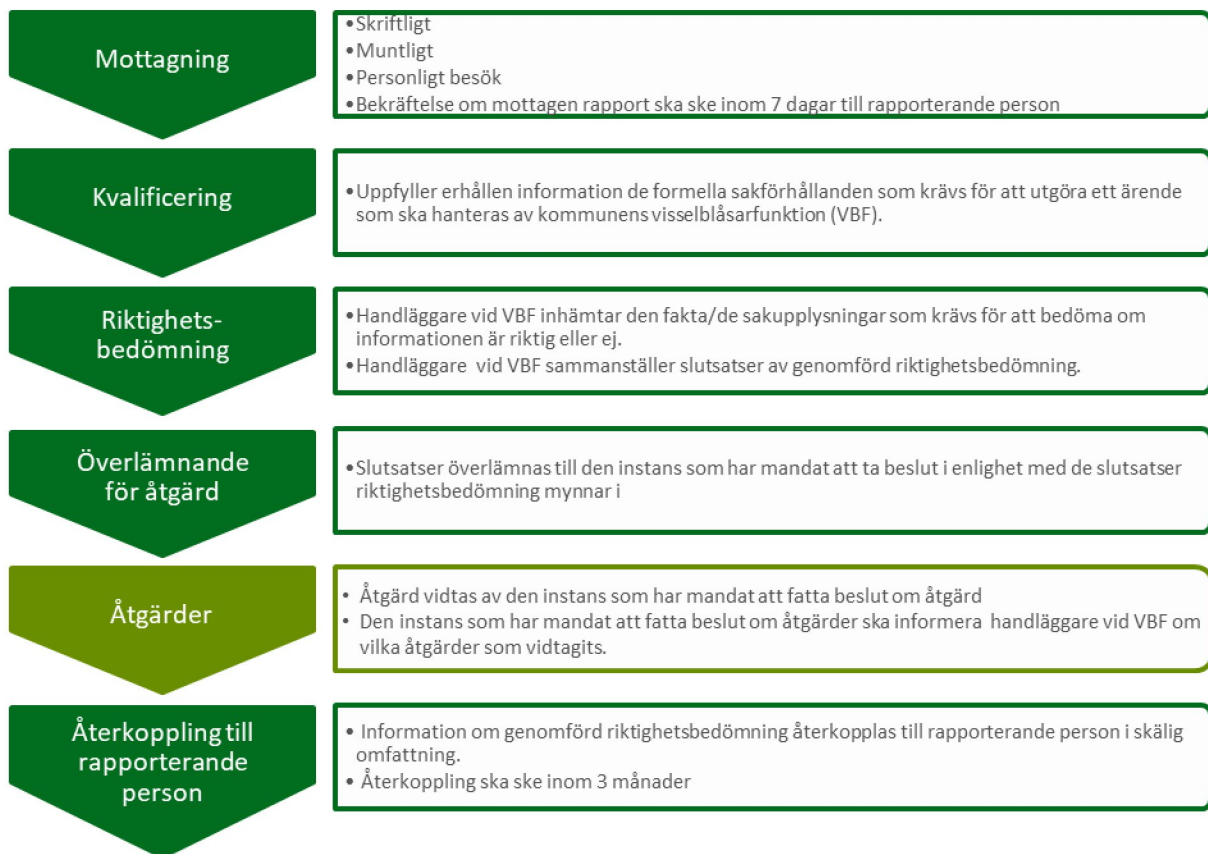 Mottagning
•Skriftligt
•Muntligt
•Personligt besök
•Bekräftelse om mottagen rapport ska ske inom 7 dagar till rapporterande person
Kvalificering
•Uppfyller erhållen information de formella sakförhållanden som krävs för att utgöra ett ärende
som ska hanteras av kommunens visselblåsarfunktion (VBF).
Riktighets-
bedömning
•Handläggare vid VBF inhämtar den fakta/de sakupplysningar som krävs för att bedöma om
informationen är riktig eller ej.
•Handläggare vid VBF sammanställer slutsatser av genomförd riktighetsbedömning.
Överlämnande
för åtgärd
•Slutsatser överlämnas till den instans som har mandat att ta beslut i enlighet med de slutsatser
riktighetsbedömning mynnar i
Åtgärder
• Åtgärd vidtas av den instans som har mandat att fatta beslut om åtgärd
• Den instans som har mandat att fatta beslut om åtgärder ska informera handläggare vid VBF om
vilka åtgärder som vidtagits.
Återkoppling till
rapporterande
person
• Information om genomförd riktighetsbedömning återkopplas till rapporterande person i skälig
omfattning.
• Återkoppling ska ske inom 3 månader